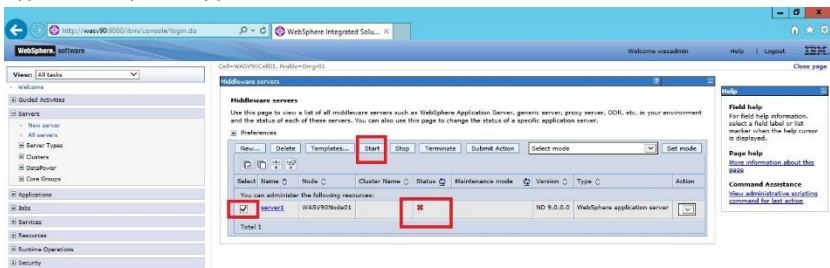 http://wasv90:9060/ibm/console/login.do
WebSphere Integrated Solu...
WebSphere. software
Welcome wasadmin
Help | Logout
IBM.
Cell=WASV90Cell01, Profile=Dmgr01
Close page
View: All tasks
Welcome
Guided Activities
Servers
New server
All servers
Server Types
Clusters
DataPower
Core Groups
Applications
Jobs
Services
Resources
Runtime Operations
Security
Middleware servers
?
Middleware servers
Use this page to view a list of all middleware servers such as WebSphere Application Server, generic server, proxy server, ODR, etc. in your environment
and the status of each of these servers. You can also use this page to change the status of a specific application server.
Preferences
New... Delete Templates... Start Stop Terminate Submit Action Select mode Set mode
Select Name Node Cluster Name Status Maintenance mode Version Type Action
You can administer the following resources:
server1 WASV90Node01 ND 9.0.0.0 WebSphere application server
Total 1
Help
Field help
For field help information,
select a field label or list
marker when the help cursor
is displayed.
Page help
More information about this
page
Command Assistance
View administrative scripting
command for last action